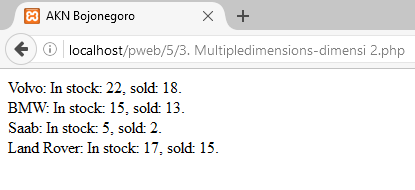 AKN Bojonegoro
localhost/pweb/5/3. Multipledimensions-dimensi 2.php
Volvo: In stock: 22, sold: 18.
BMW: In stock: 15, sold: 13.
Saab: In stock: 5, sold: 2.
Land Rover: In stock: 17, sold: 15.